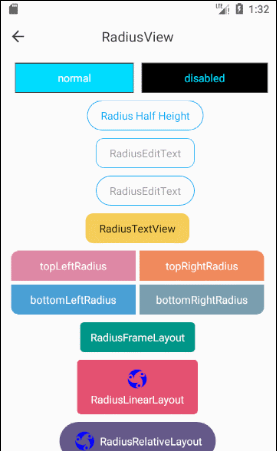 1:32
RadiusView
normal disabled
Radius Half Height
RadiusEditText
RadiusEditText
RadiusTextView
topLeftRadius topRightRadius
bottomLeftRadius bottomRightRadius
RadiusFrameLayout
RadiusLinearLayout
RadiusRelativeLayout